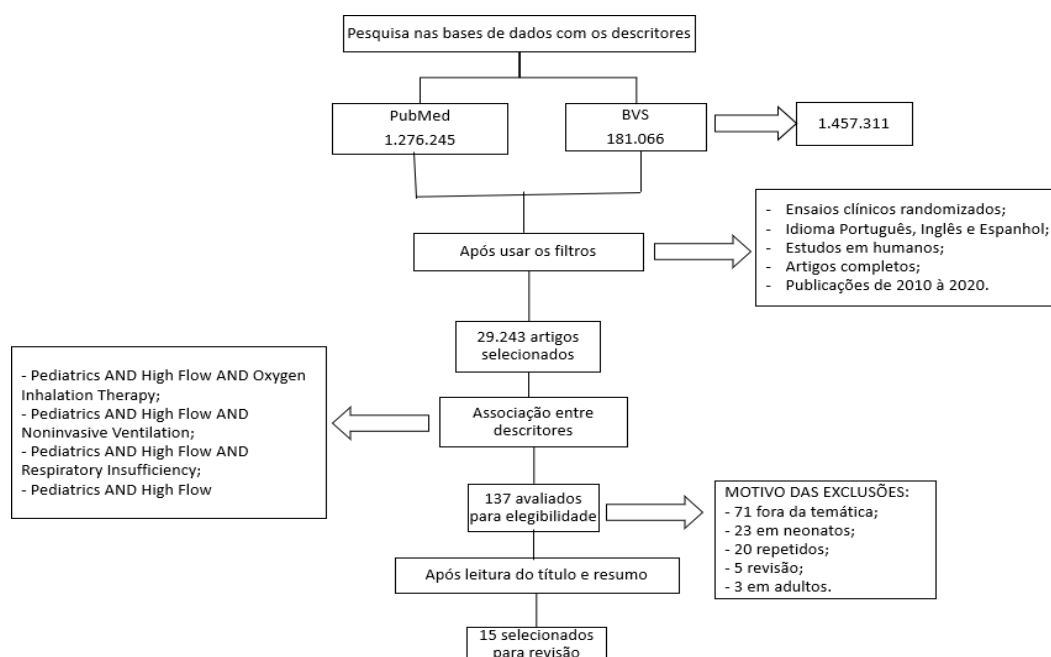 Pesquisa nas bases de dados com os descritores
PubMed
1.276.245
BVS
181.066
1.457.311
Após usar os filtros
- Ensaios clínicos randomizados;
- Idioma Português, Inglês e Espanhol;
- Estudos em humanos;
- Artigos completos;
- Publicações de 2010 à 2020.
29.243 artigos
selecionados
Associação entre
descritores
- Pediatrics AND High Flow AND Oxygen
Inhalation Therapy;
- Pediatrics AND High Flow AND
Noninvasive Ventilation;
- Pediatrics AND High Flow AND
Respiratory Insufficiency;
- Pediatrics AND High Flow
137 avaliados
para elegibilidade
MOTIVO DAS EXCLUSÕES:
- 71 fora da temática;
- 23 em neonatos;
- 20 repetidos;
- 5 revisão;
- 3 em adultos.
Após leitura do título e resumo
15 selecionados
para revisão